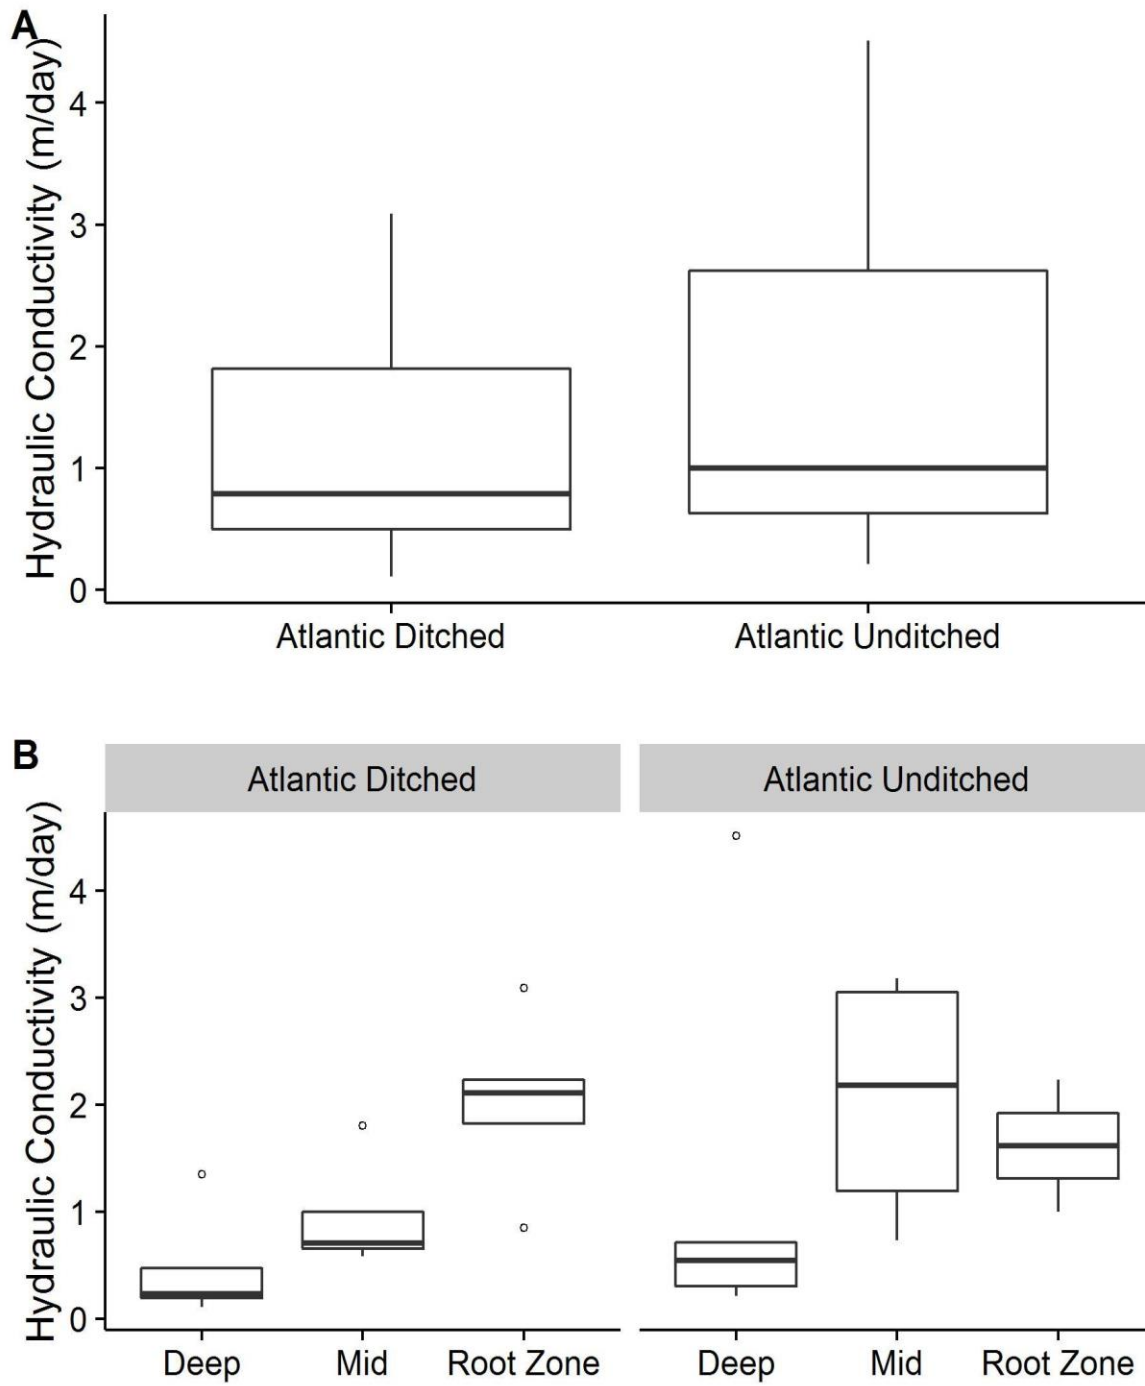 A
Hydraulic Conductivity (m/day)
4
3
2
1
0
Atlantic Ditched Atlantic Unditched
B
Atlantic Ditched Atlantic Unditched
Hydraulic Conductivity (m/day)
4
3
2
1
0
Deep Mid Root Zone Deep Mid Root Zone